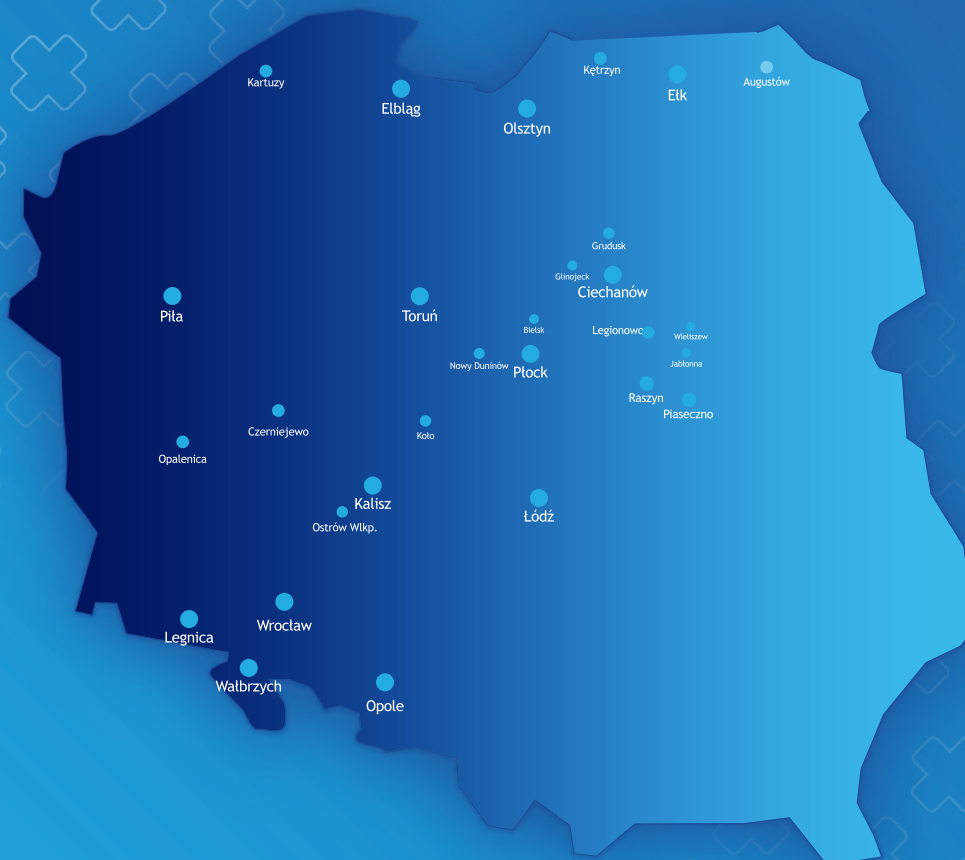 Kętrzyn
Kartuzy
Augustów
Ełk
Elbląg
Olsztyn
Grudusk
Glinojeck
Ciechanów
Piła
Toruń
Bielsk
Legionowo
Wieliszew
Jabłonna
Nowy Duninów
Płock
Raszyn
Piaseczno
Czerniejewo
Koło
Opalenica
Kalisz
Łódź
Ostrów Wlkp.
Wrocław
Legnica
Wałbrzych
Opole